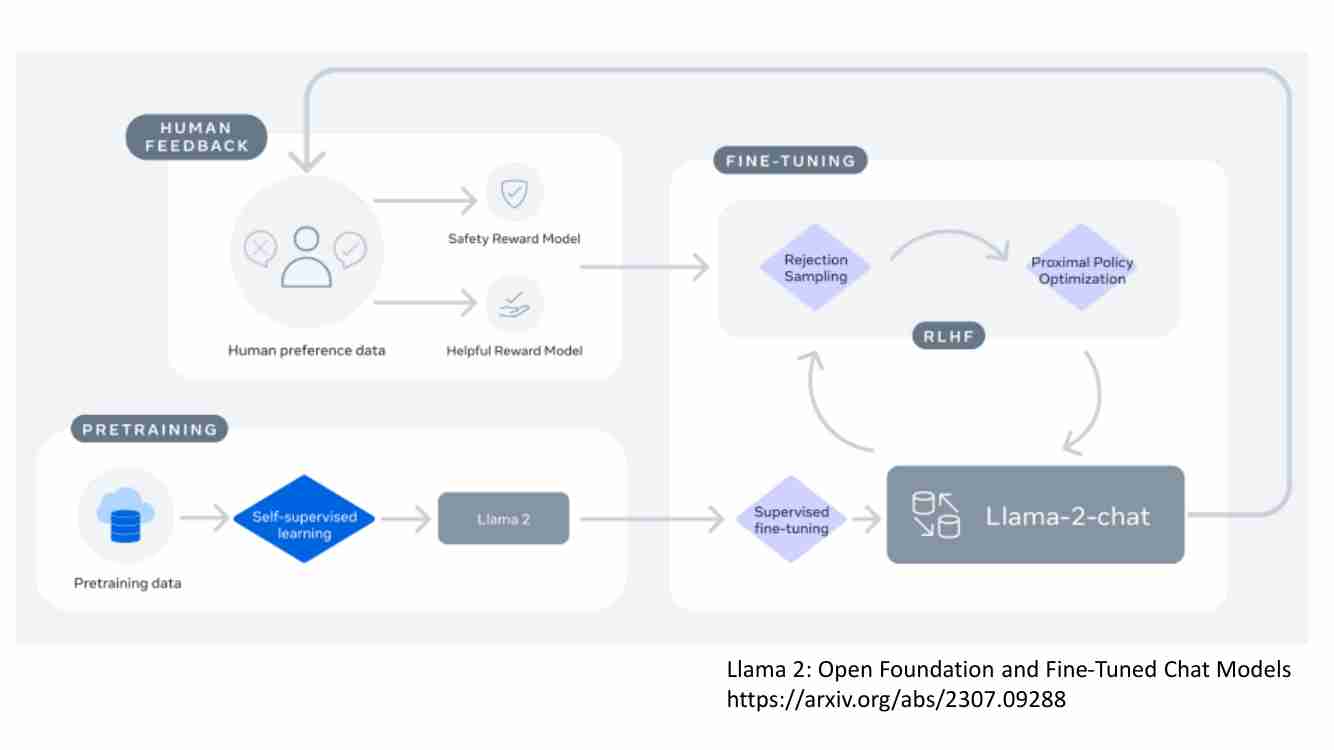 HUMAN
FEEDBACK
Safety Reward Model
Human preference data
Helpful Reward Model
FINE-TUNING
Rejection
Sampling
Proximal Policy
Optimization
RLHF
PRETRAINING
Pretraining data
Self-supervised
learning
Llama 2
Supervised
fine-tuning
Llama-2-chat
Llama 2: Open Foundation and Fine-Tuned Chat Models
https://arxiv.org/abs/2307.09288